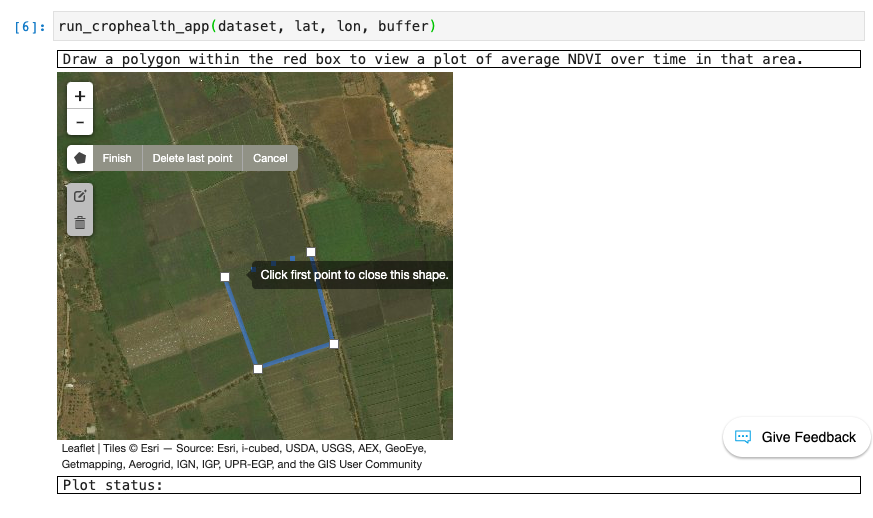 [6]: run_crophealth_app(dataset, lat, lon, buffer)
Draw a polygon within the red box to view a plot of average NDVI over time in that area.
+
-
Finish Delete last point Cancel
Click first point to close this shape.
Give Feedback
Leaflet | Tiles © Esri — Source: Esri, i-cubed, USDA, USGS, AEX, GeoEye,
Getmapping, Aerogrid, IGN, IGP, UPR-EGP, and the GIS User Community
Plot status: